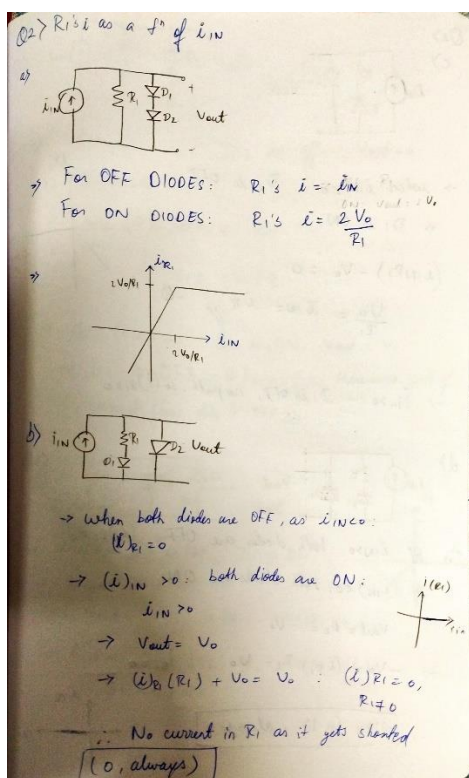 Q2> R1's i as a fn of iIN
a>
iIN
R1
D1
D2
+
Vout
-
=> For OFF DIODES: R1's i = iIN
For ON DIODES: R1's i = 2V0/R1
=>
iR1
2V0/R1
iIN
2V0/R1
b>
iIN
R1
D1
D2
Vout
-> When both diodes are OFF, as iIN<0:
(i)R1 = 0
-> (i)IN >0: both diodes are ON:
iIN >0
I(R1)
iin
-> Vout = V0
-> (i)R1 (R1) + V0 = V0 : (i)R1 = 0,
R1≠0
∴ No current in R1 as it gets shorted
(0, always)